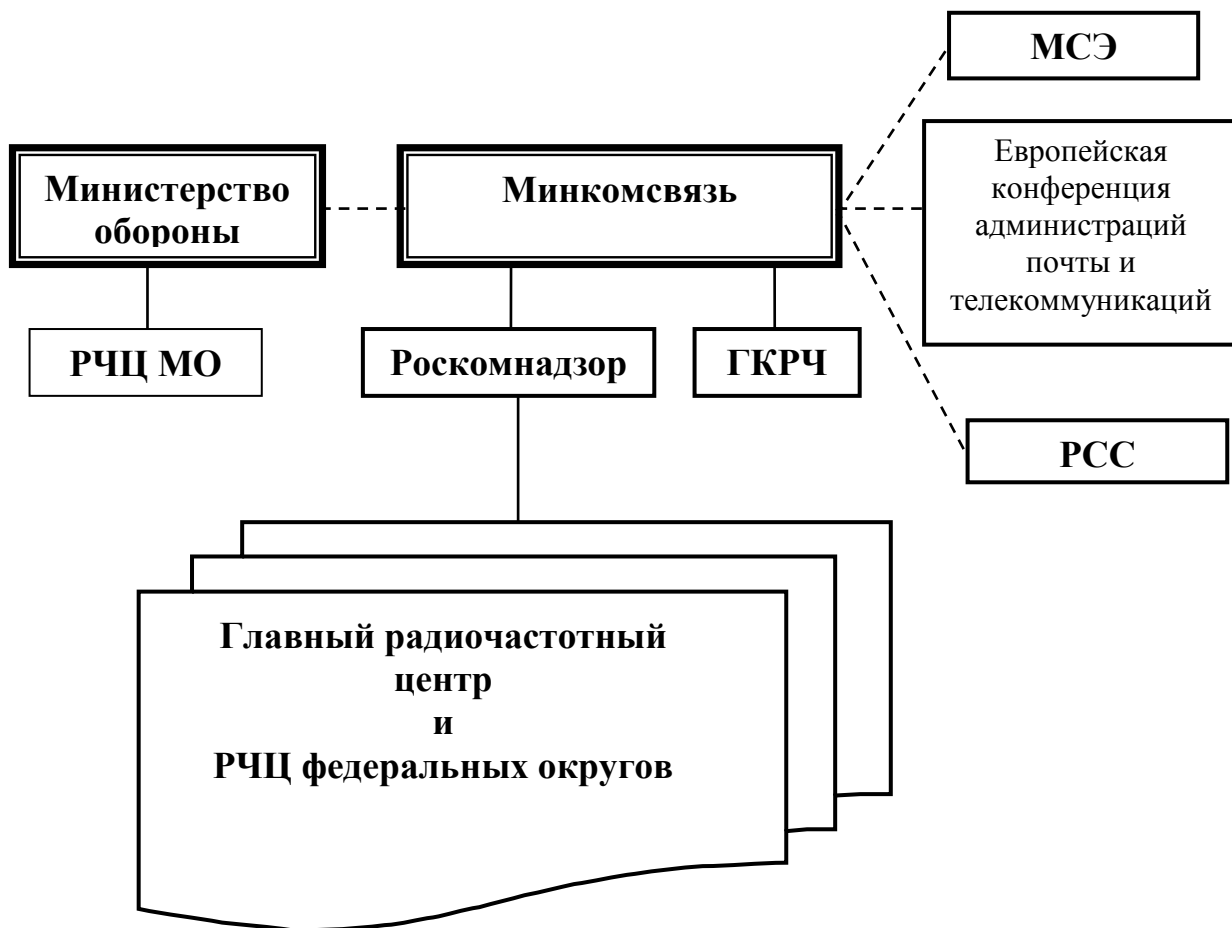 МСЭ
Министерство
обороны
Минкомсвязь
Европейская
конференция
администраций
почты и
телекоммуникаций
РЧЦ МО
Роскомнадзор
ГКРЧ
РСС
Главный радиочастотный
центр
и
РЧЦ федеральных округов